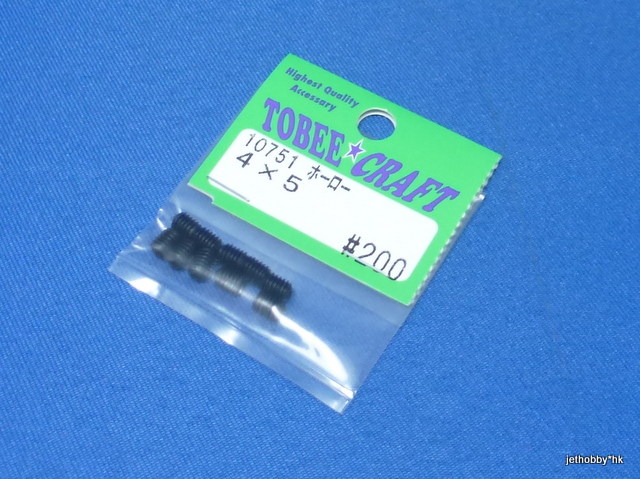 Highest Quality
Accessory
TOBEE★CRAFT
10751 ホーロー
4×5
#200
jethobby*hk